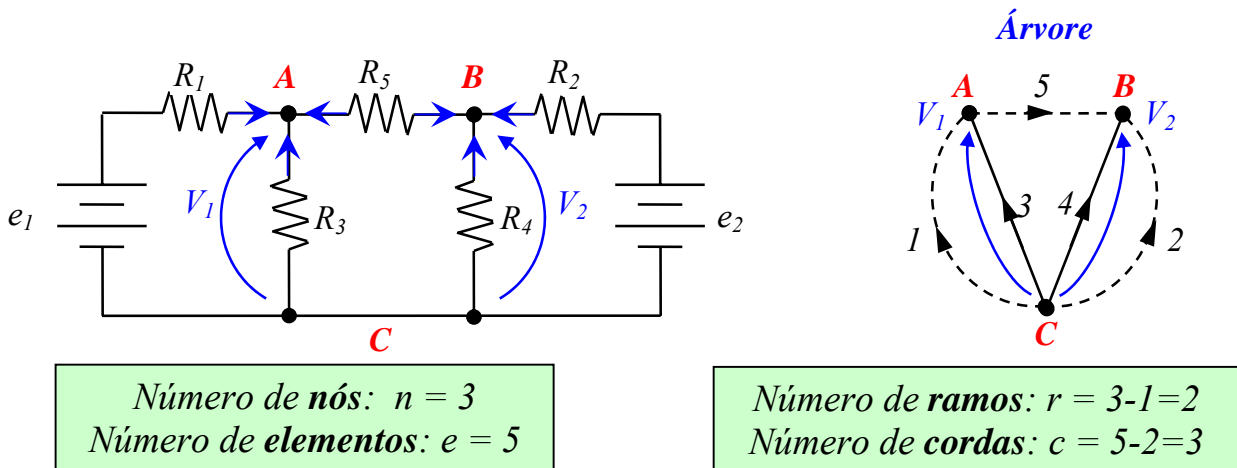 Árvore
R1 A R5 B R2
A 5 B
V1 V2
e1 V1 R3 R4 V2 e2
3 4
1 2
C
C
Número de nós: n = 3
Número de elementos: e = 5
Número de ramos: r = 3-1=2
Número de cordas: c = 5-2=3